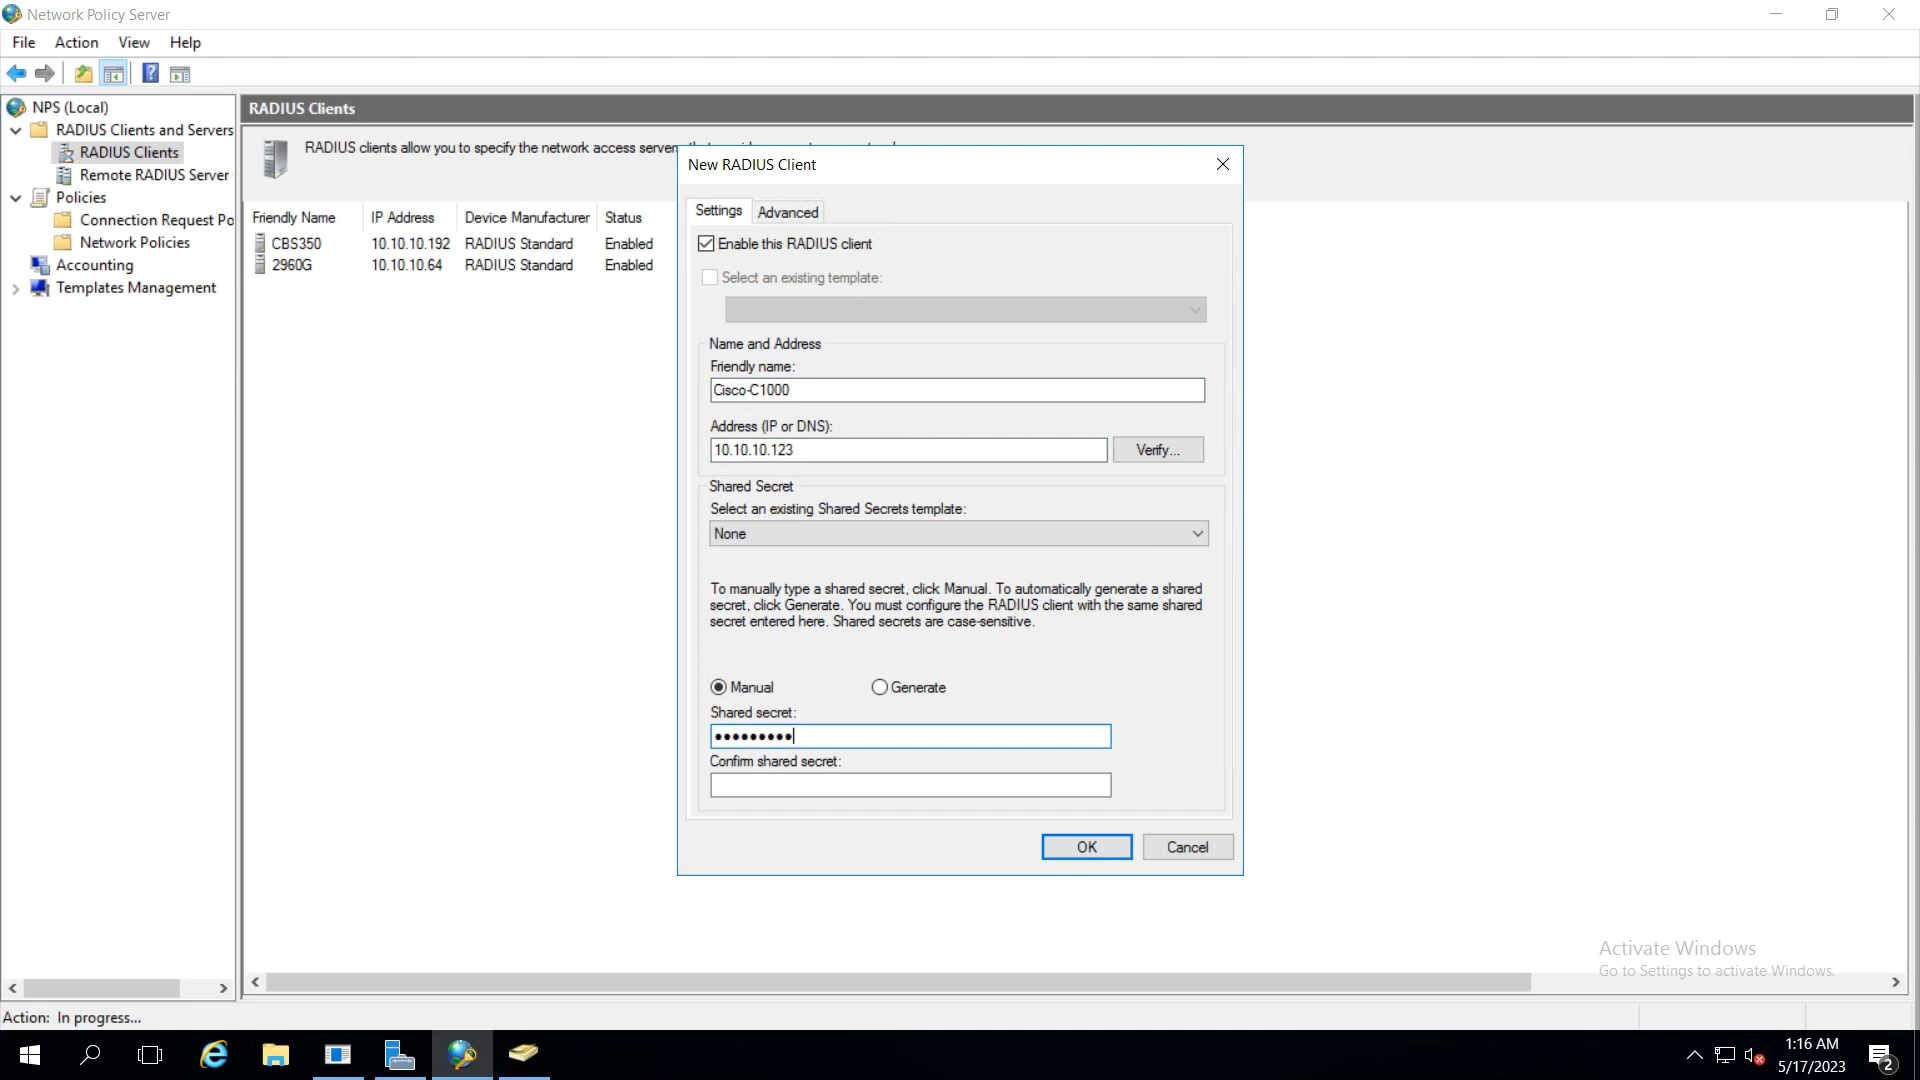 Network Policy Server
File Action View Help
NPS (Local)
RADIUS Clients and Servers
RADIUS Clients
Remote RADIUS Server
Policies
Connection Request Po
Network Policies
Accounting
Templates Management
RADIUS Clients
RADIUS clients allow you to specify the network access servers,
Friendly Name IP Address Device Manufacturer Status
CBS350 10.10.10.192 RADIUS Standard Enabled
2960G 10.10.10.64 RADIUS Standard Enabled
New RADIUS Client
Settings Advanced
Enable this RADIUS client
Select an existing template:
Name and Address
Friendly name:
Cisco-C1000
Address (IP or DNS):
10.10.10.123 Verify...
Shared Secret
Select an existing Shared Secrets template:
None
To manually type a shared secret, click Manual. To automatically generate a shared
secret, click Generate. You must configure the RADIUS client with the same shared
secret entered here. Shared secrets are case-sensitive.
Manual Generate
Shared secret:
•••••••••
Confirm shared secret:
OK Cancel
Activate Windows
Go to Settings to activate Windows.
Action: In progress...
1:16 AM
5/17/2023
2